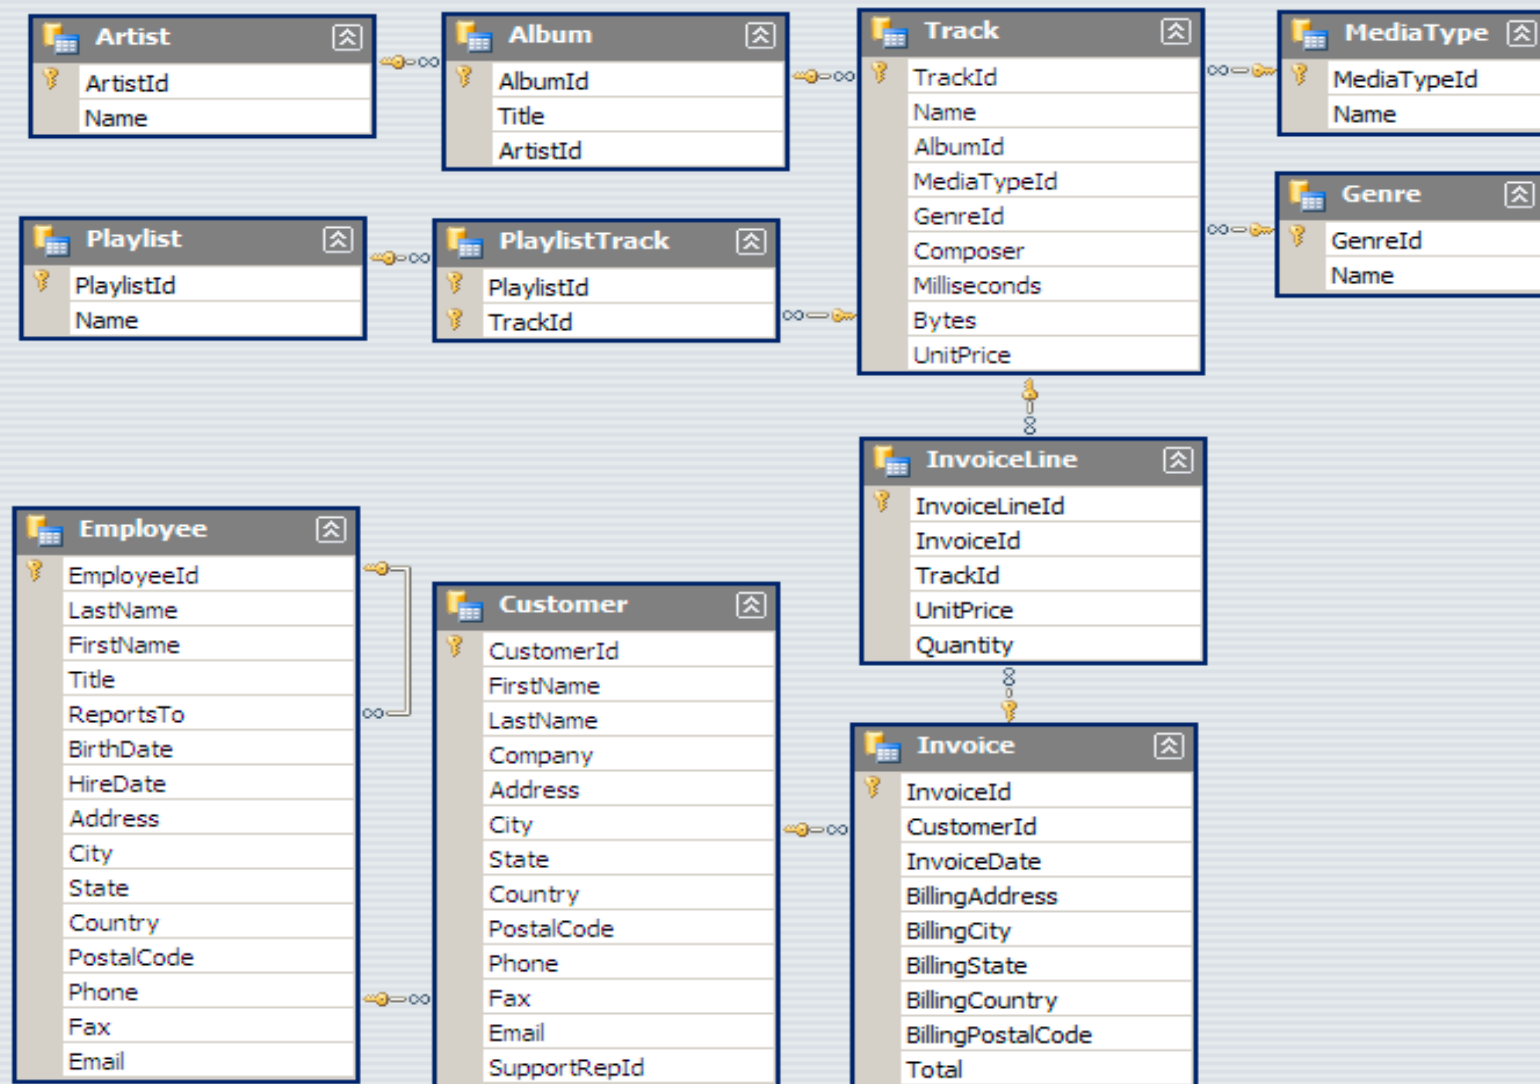 Artist
ArtistId
Name
Album
AlbumId
Title
ArtistId
Track
TrackId
Name
AlbumId
MediaTypeId
GenreId
Composer
Milliseconds
Bytes
UnitPrice
MediaType
MediaTypeId
Name
Genre
GenreId
Name
Playlist
PlaylistId
Name
PlaylistTrack
PlaylistId
TrackId
InvoiceLine
InvoiceLineId
InvoiceId
TrackId
UnitPrice
Quantity
Employee
EmployeeId
LastName
FirstName
Title
ReportsTo
BirthDate
HireDate
Address
City
State
Country
PostalCode
Phone
Fax
Email
Customer
CustomerId
FirstName
LastName
Company
Address
City
State
Country
PostalCode
Phone
Fax
Email
SupportRepId
Invoice
InvoiceId
CustomerId
InvoiceDate
BillingAddress
BillingCity
BillingState
BillingCountry
BillingPostalCode
Total